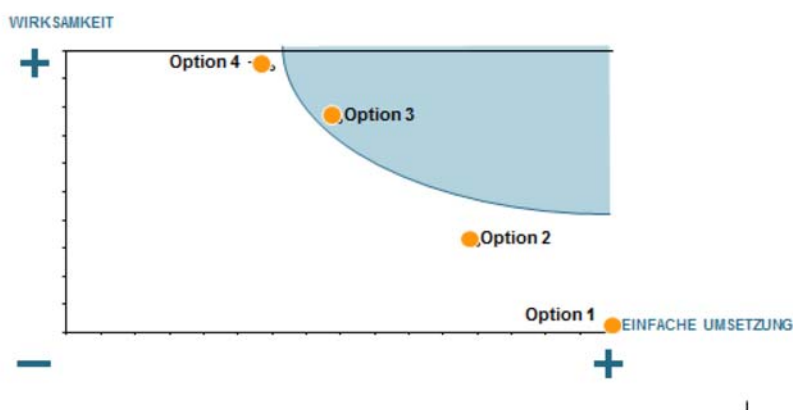 WIRKSAMKEIT
+
Option 4
Option 3
Option 2
Option 1
EINFACHE UMSETZUNG
− +